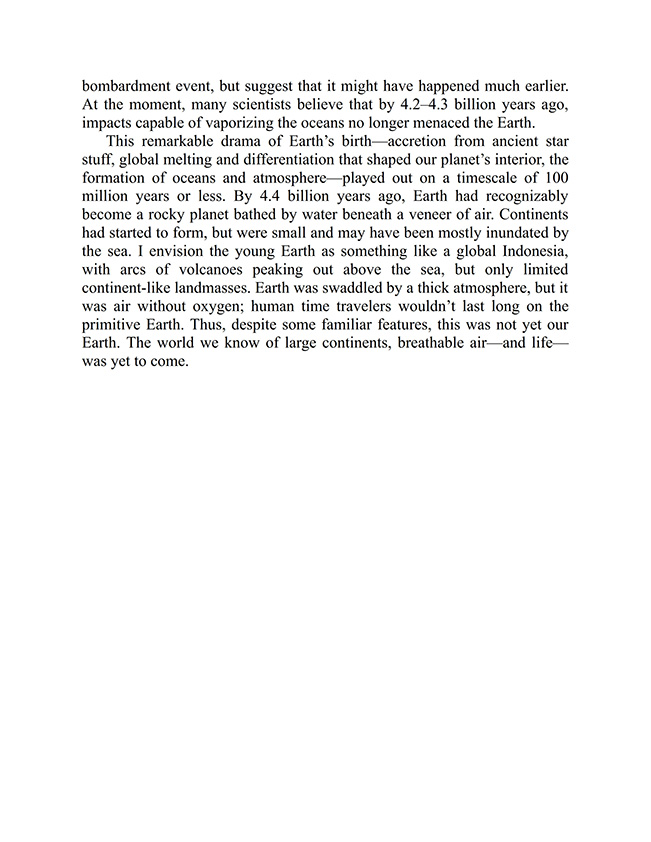 bombardment event, but suggest that it might have happened much earlier.
At the moment, many scientists believe that by 4.2–4.3 billion years ago,
impacts capable of vaporizing the oceans no longer menaced the Earth.
This remarkable drama of Earth’s birth—accretion from ancient star
stuff, global melting and differentiation that shaped our planet’s interior, the
formation of oceans and atmosphere—played out on a timescale of 100
million years or less. By 4.4 billion years ago, Earth had recognizably
become a rocky planet bathed by water beneath a veneer of air. Continents
had started to form, but were small and may have been mostly inundated by
the sea. I envision the young Earth as something like a global Indonesia,
with arcs of volcanoes peaking out above the sea, but only limited
continent-like landmasses. Earth was swaddled by a thick atmosphere, but it
was air without oxygen; human time travelers wouldn’t last long on the
primitive Earth. Thus, despite some familiar features, this was not yet our
Earth. The world we know of large continents, breathable air—and life—
was yet to come.